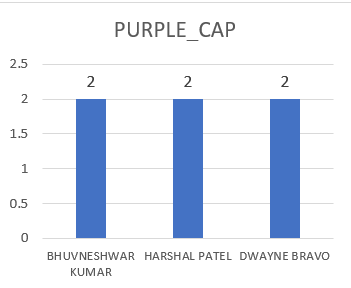 PURPLE_CAP
2.5
2
1.5
1
0.5
0
2 2 2
BHUVNESHWAR KUMAR
HARSHAL PATEL
DWAYNE BRAVO